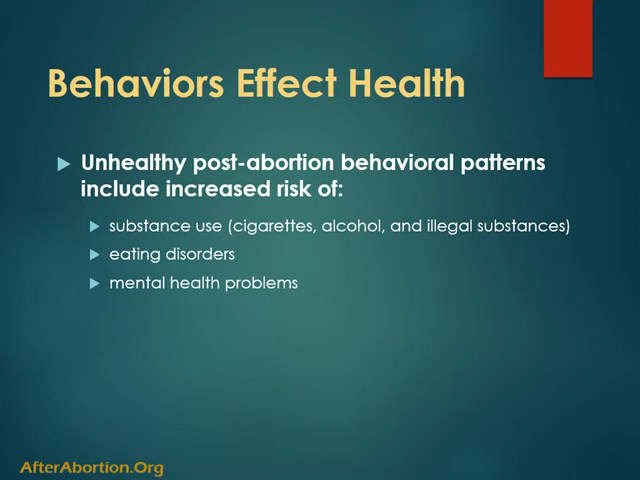 Behaviors Effect Health
Unhealthy post-abortion behavioral patterns
include increased risk of:
substance use (cigarettes, alcohol, and illegal substances)
eating disorders
mental health problems
AfterAbortion.Org